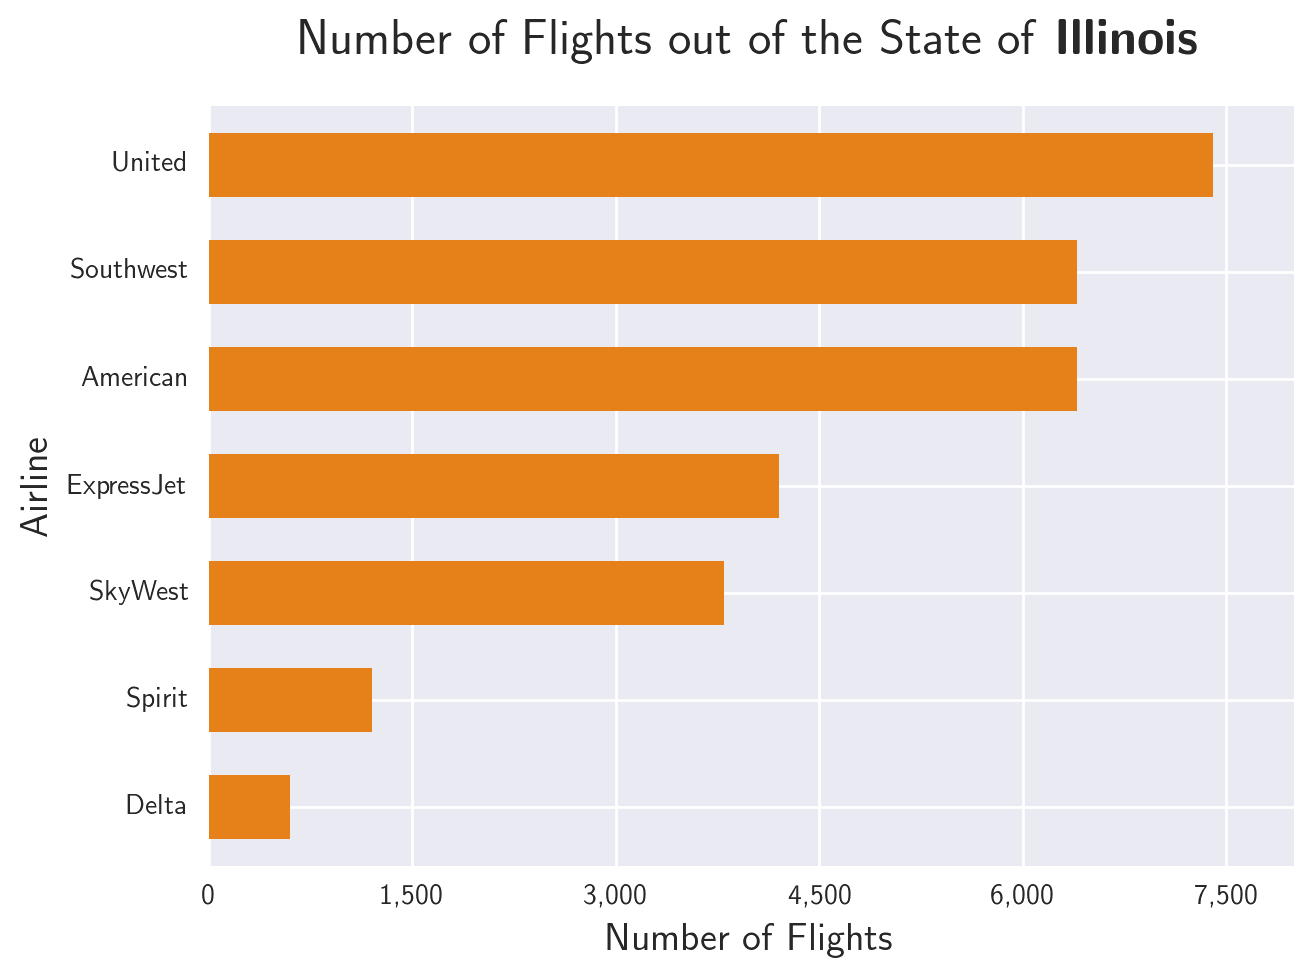 Number of Flights out of the State of Illinois
United
Southwest
American
ExpressJet
SkyWest
Spirit
Delta
Airline
0 1,500 3,000 4,500 6,000 7,500
Number of Flights